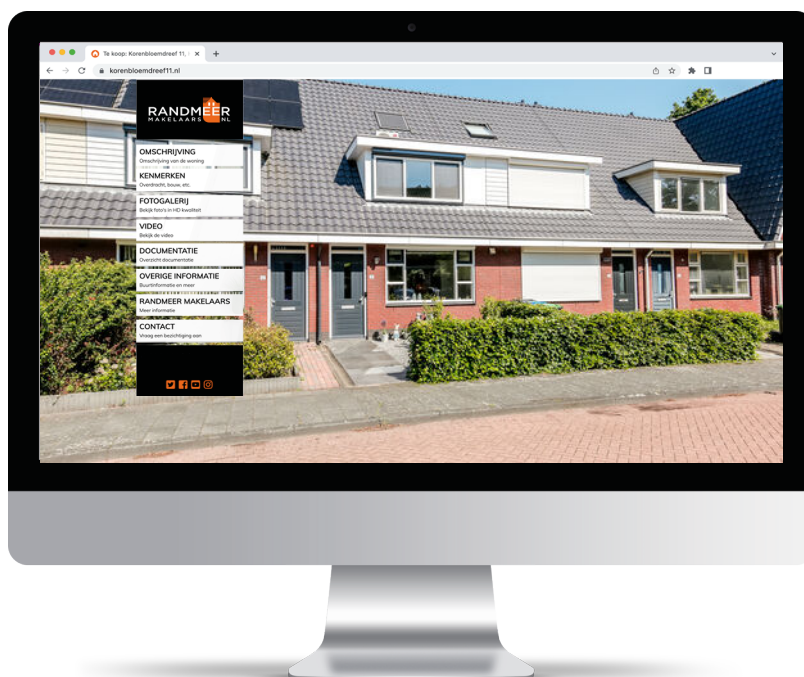 Te koop: Korenbloemdreef 11,
korenbloemdreef11.nl
RANDMEER
MAKELAARS NL
OMSCHRIJVING
Omschrijving van de woning
KENMERKEN
Overdracht, bouw, etc.
FOTOGALERIJ
Bekijk foto's in HD kwaliteit
VIDEO
Bekijk de video
DOCUMENTATIE
Overzicht documentatie
OVERIGE INFORMATIE
Buurtinformatie en meer
RANDMEER MAKELAARS
Meer informatie
CONTACT
Vraag een bezichtiging aan